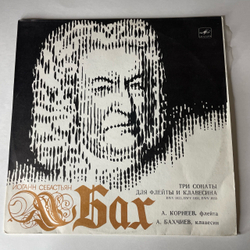 ИОГАНН СЕБАСТЬЯН
Бах
ТРИ СОНАТЫ
ДЛЯ ФЛЕЙТЫ И КЛАВЕСИНА
А. КОРНЕЕВ, флейта
А. БАХЧИЕВ, клавесин